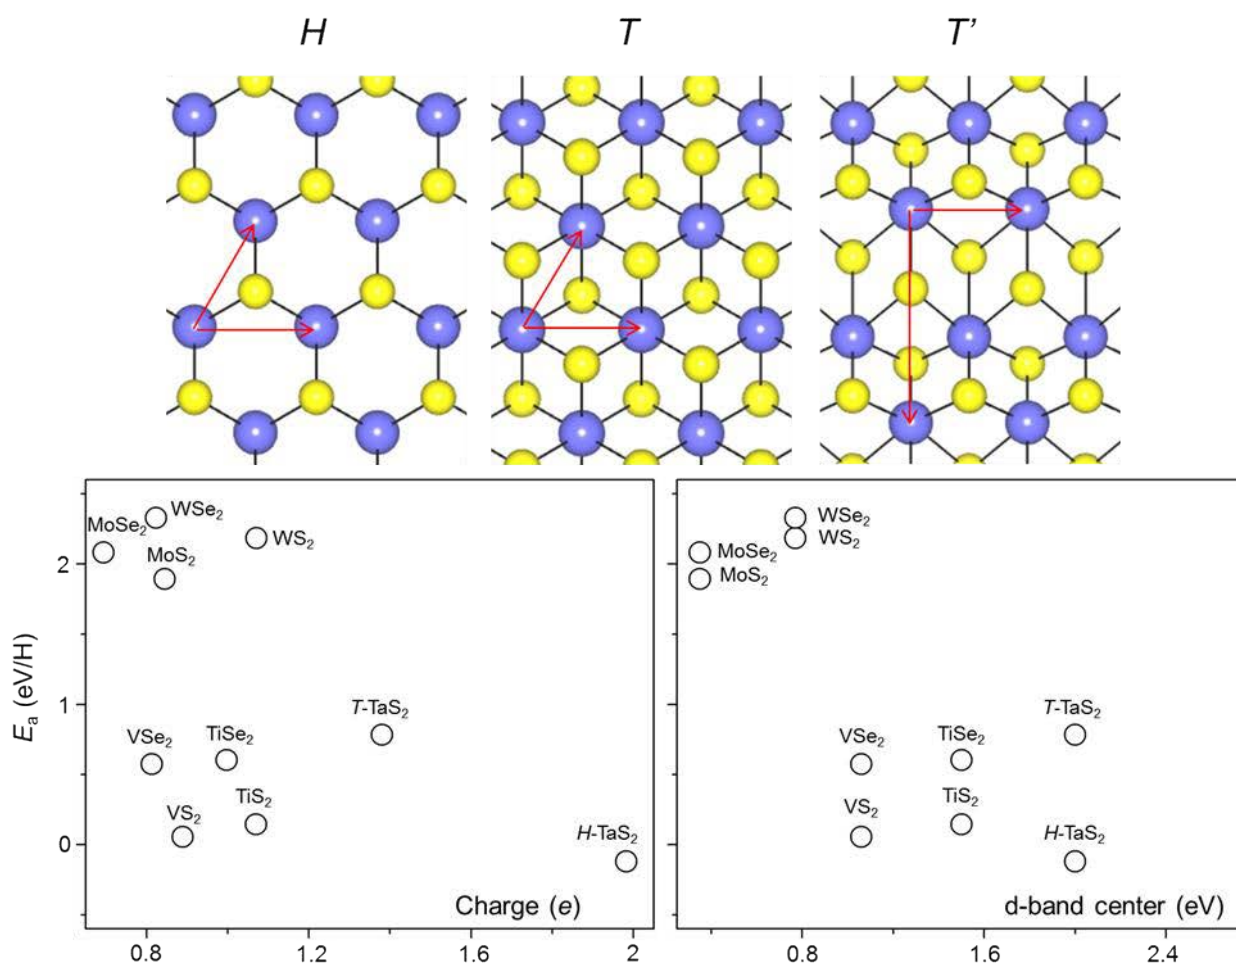 H T T’
WSe₂
MoSe₂
WS₂
MoS₂
T-TaS₂
VSe₂
TiSe₂
VS₂
TiS₂
H-TaS₂
2
1
0
Eₐ (eV/H)
Charge (e)
0.8 1.2 1.6 2
WSe₂
WS₂
MoSe₂
MoS₂
T-TaS₂
VSe₂
TiSe₂
VS₂
TiS₂
H-TaS₂
d-band center (eV)
0.8 1.6 2.4